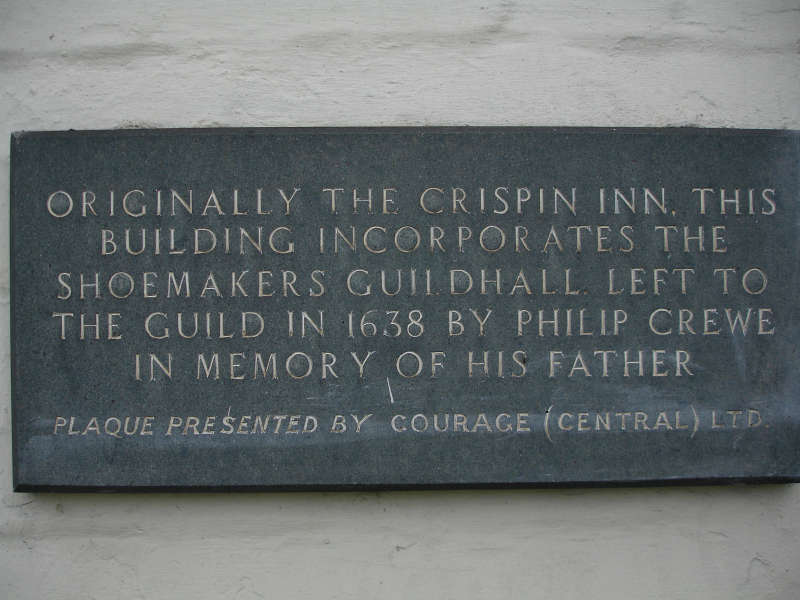 ORIGINALLY THE CRISPIN INN, THIS
BUILDING INCORPORATES THE
SHOEMAKERS GUILDHALL. LEFT TO
THE GUILD IN 1638 BY PHILIP CREWE
IN MEMORY OF HIS FATHER
PLAQUE PRESENTED BY COURAGE (CENTRAL) LTD.